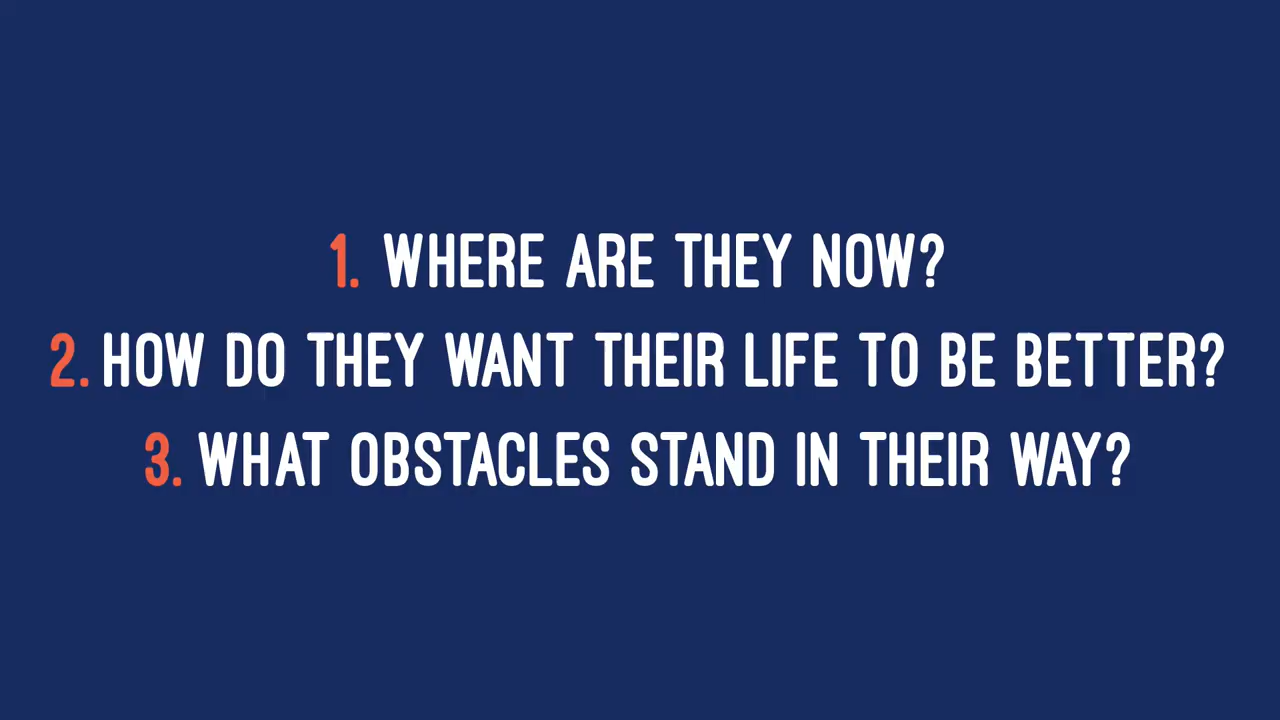 1. WHERE ARE THEY NOW?
2. HOW DO THEY WANT THEIR LIFE TO BE BETTER?
3. WHAT OBSTACLES STAND IN THEIR WAY?